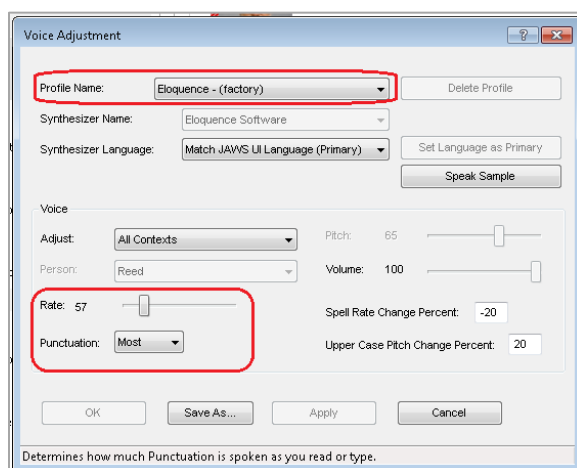 Voice Adjustment
Profile Name: Eloquence - (factory) Delete Profile
Synthesizer Name: Eloquence Software
Synthesizer Language: Match JAWS UI Language (Primary) Set Language as Primary
Speak Sample
Voice
Adjust: All Contexts Pitch: 65
Person: Reed Volume: 100
Rate: 57 Spell Rate Change Percent: -20
Punctuation: Most Upper Case Pitch Change Percent: 20
OK Save As... Apply Cancel
Determines how much Punctuation is spoken as you read or type.